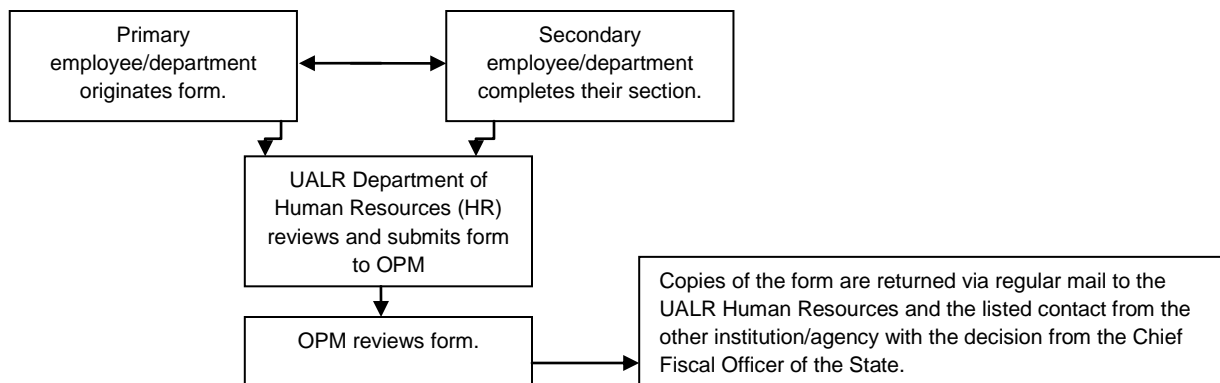 Primary
employee/department
originates form.
Secondary
employee/department
completes their section.
UALR Department of
Human Resources (HR)
reviews and submits form
to OPM
Copies of the form are returned via regular mail to the
UALR Human Resources and the listed contact from the
other institution/agency with the decision from the Chief
Fiscal Officer of the State.
OPM reviews form.